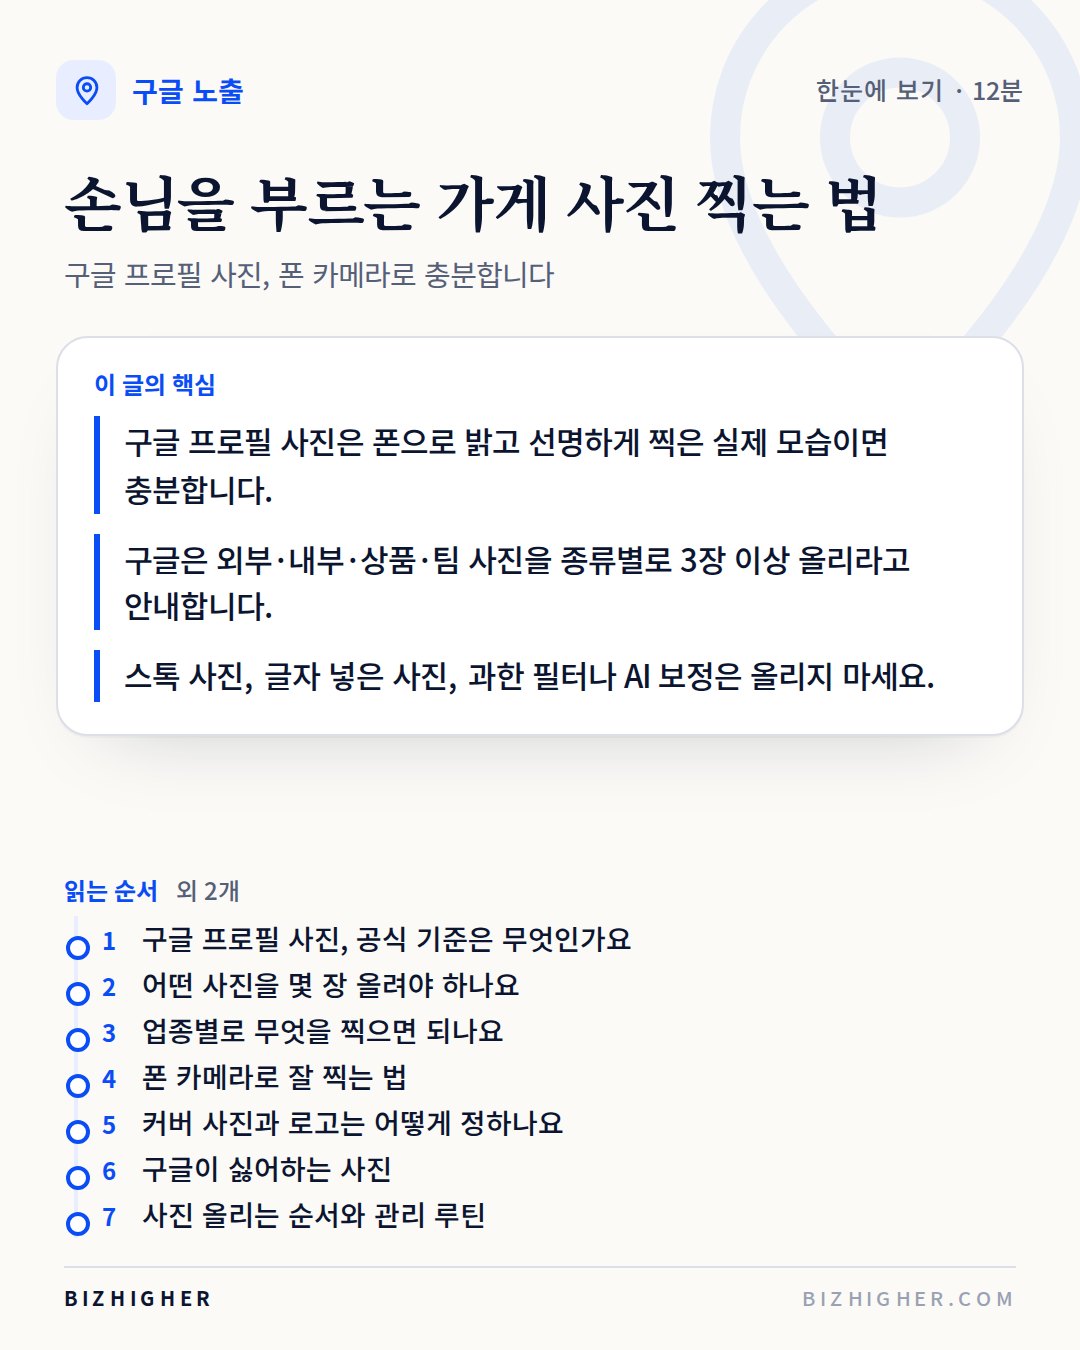 구글 노출
한눈에 보기 · 12분
손님을 부르는 가게 사진 찍는 법
구글 프로필 사진, 폰 카메라로 충분합니다
이 글의 핵심
구글 프로필 사진은 폰으로 밝고 선명하게 찍은 실제 모습이면
충분합니다.
구글은 외부·내부·상품·팀 사진을 종류별로 3장 이상 올리라고
안내합니다.
스톡 사진, 글자 넣은 사진, 과한 필터나 AI 보정은 올리지 마세요.
읽는 순서 외 2개
1 구글 프로필 사진, 공식 기준은 무엇인가요
2 어떤 사진을 몇 장 올려야 하나요
3 업종별로 무엇을 찍으면 되나요
4 폰 카메라로 잘 찍는 법
5 커버 사진과 로고는 어떻게 정하나요
6 구글이 싫어하는 사진
7 사진 올리는 순서와 관리 루틴
BIZHIGHER
BIZHIGHER.COM